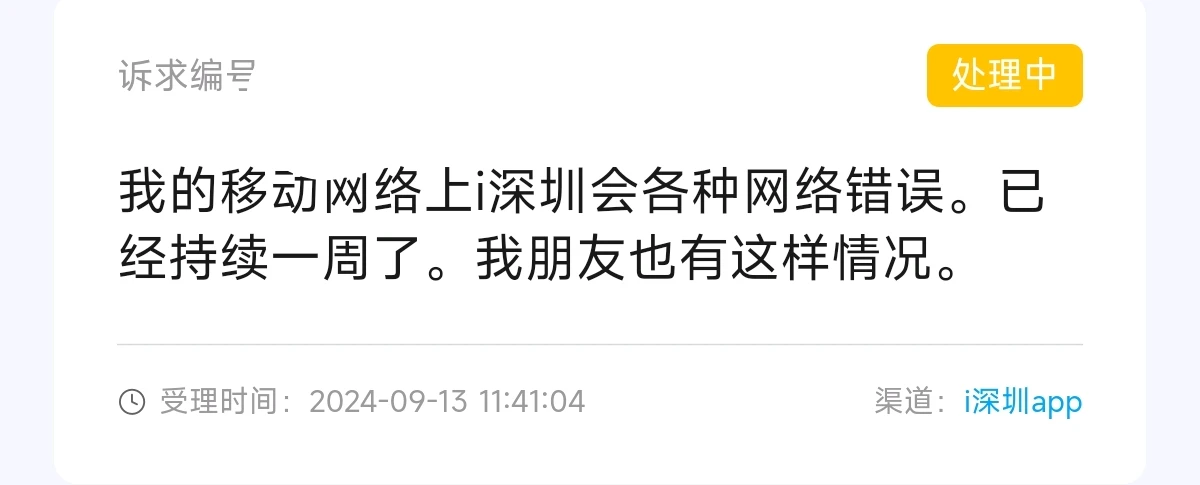 诉求编号
处理中
我的移动网络上i深圳会各种网络错误。已
经持续一周了。我朋友也有这样情况。
受理时间：2024-09-13 11:41:04
渠道：i深圳app